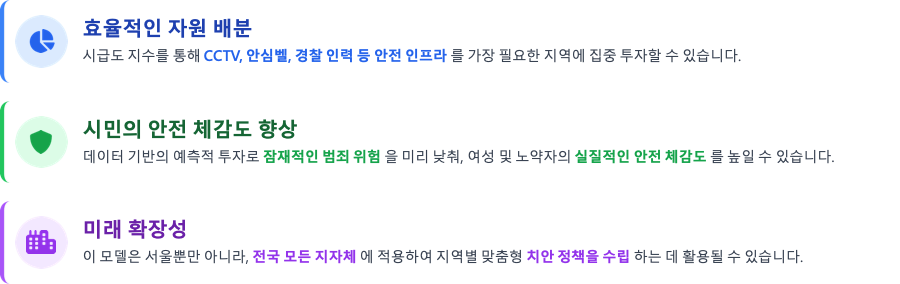 효율적인 자원 배분
시급도 지수를 통해 CCTV, 안심벨, 경찰 인력 등 안전 인프라 를 가장 필요한 지역에 집중 투자할 수 있습니다.
시민의 안전 체감도 향상
데이터 기반의 예측적 투자로 잠재적인 범죄 위험 을 미리 낮춰, 여성 및 노약자의 실질적인 안전 체감도 를 높일 수 있습니다.
미래 확장성
이 모델은 서울뿐만 아니라, 전국 모든 지자체 에 적용하여 지역별 맞춤형 치안 정책을 수립 하는 데 활용될 수 있습니다.